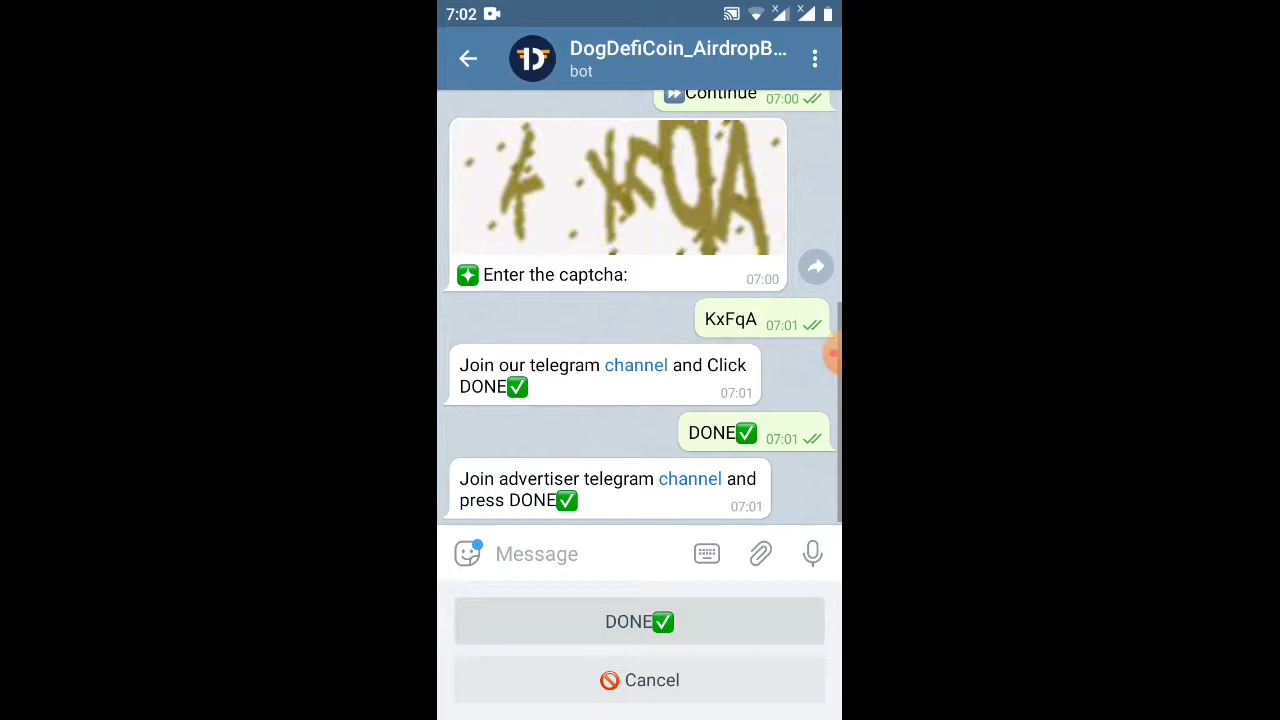 7:02
DogDefiCoin_AirdropB...
bot
Continue 07:00
Enter the captcha:
07:00
KxFqA 07:01
Join our telegram channel and Click
DONE✅
07:01
DONE✅ 07:01
Join advertiser telegram channel and
press DONE✅
07:01
Message
DONE✅
🚫 Cancel